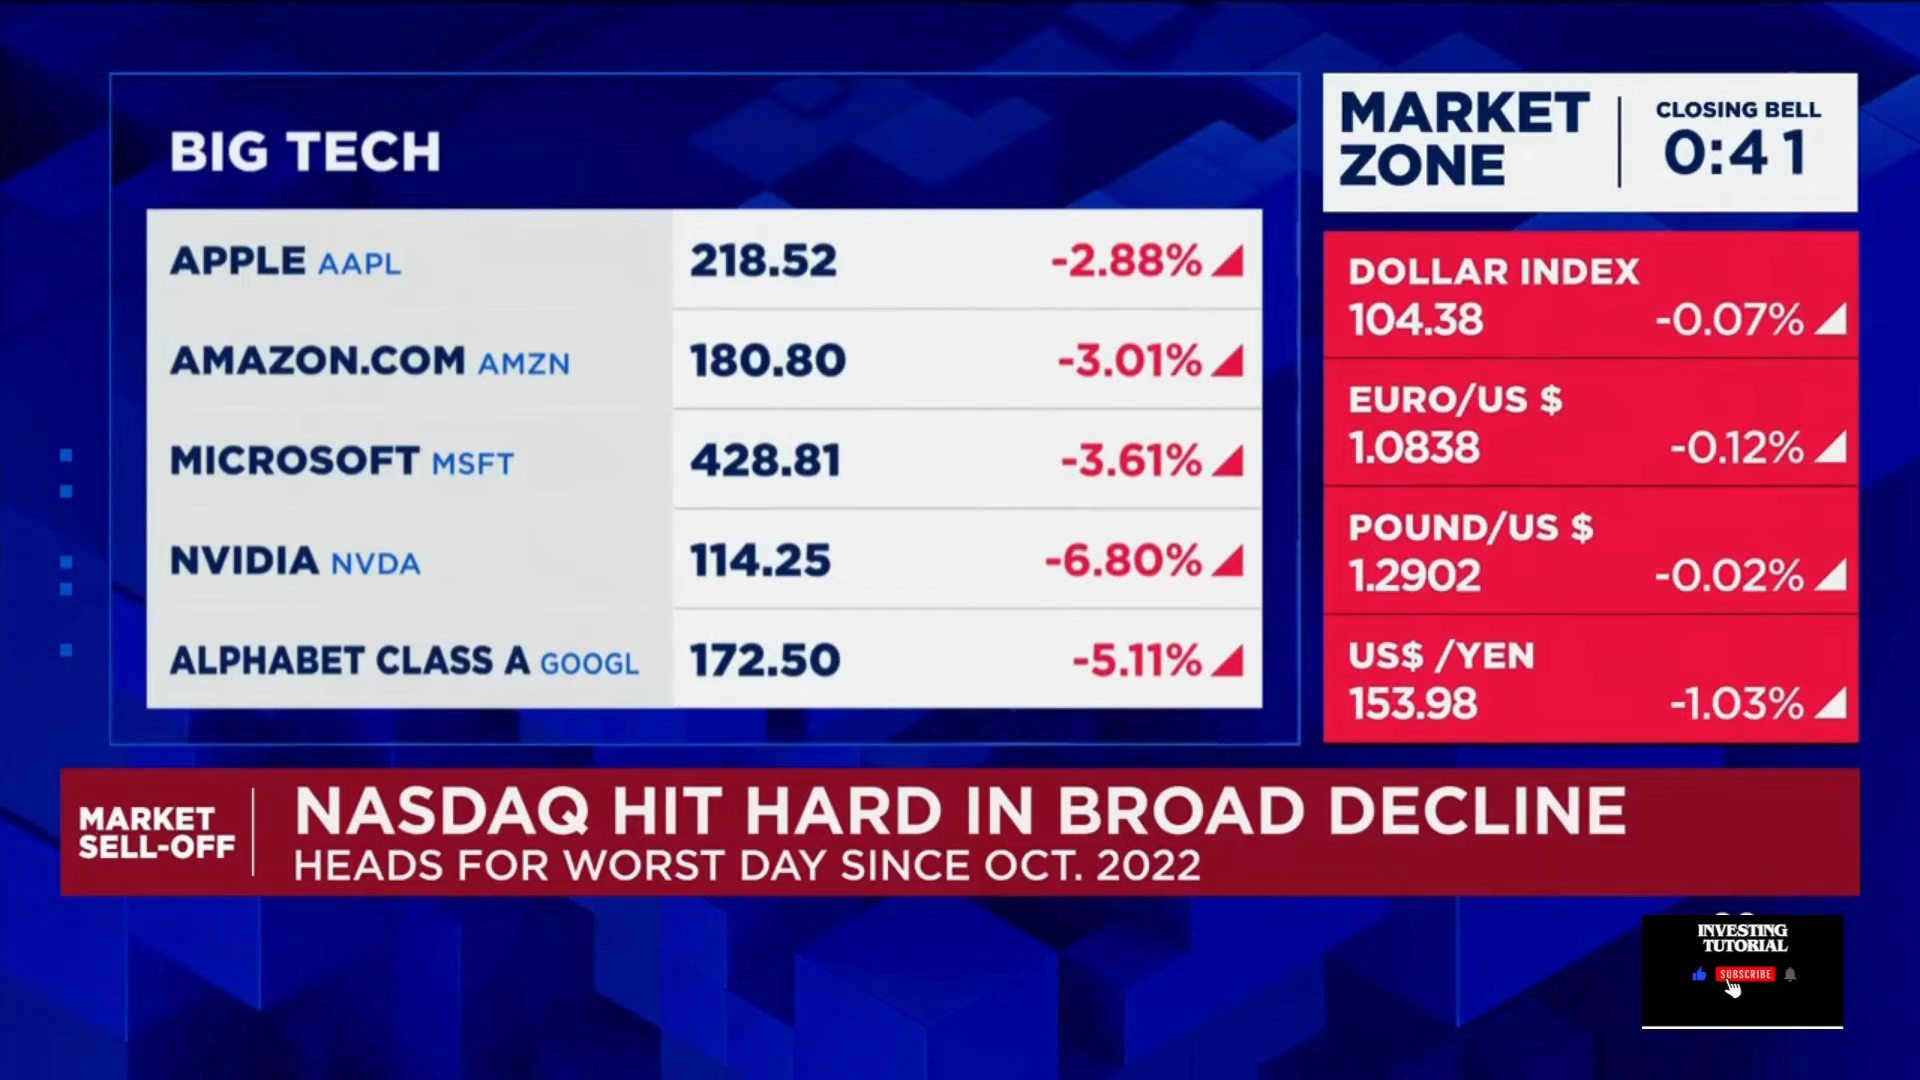 BIG TECH
APPLE AAPL 218.52 -2.88%
AMAZON.COM AMZN 180.80 -3.01%
MICROSOFT MSFT 428.81 -3.61%
NVIDIA NVDA 114.25 -6.80%
ALPHABET CLASS A GOOGL 172.50 -5.11%
MARKET
ZONE
CLOSING BELL
0:41
DOLLAR INDEX
104.38 -0.07%
EURO/US $
1.0838 -0.12%
POUND/US $
1.2902 -0.02%
US$ /YEN
153.98 -1.03%
MARKET
SELL-OFF
NASDAQ HIT HARD IN BROAD DECLINE
HEADS FOR WORST DAY SINCE OCT. 2022
INVESTING
TUTORIAL
SUBSCRIBE